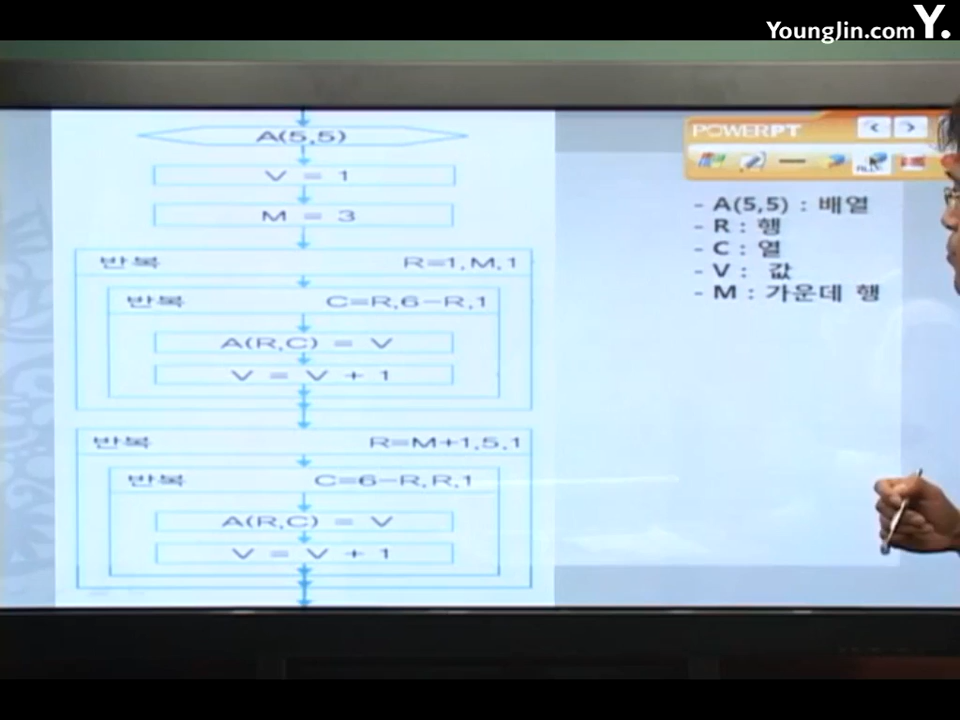 YoungJin.com Y.
A(5,5)
V = 1
M = 3
반복 R=1,M,1
반복 C=R,6-R,1
A(R,C) = V
V = V + 1
반복 R=M+1,5,1
반복 C=6-R,R,1
A(R,C) = V
V = V + 1
POWERPT
- A(5,5) : 배열
- R : 행
- C : 열
- V : 값
- M : 가운데 행